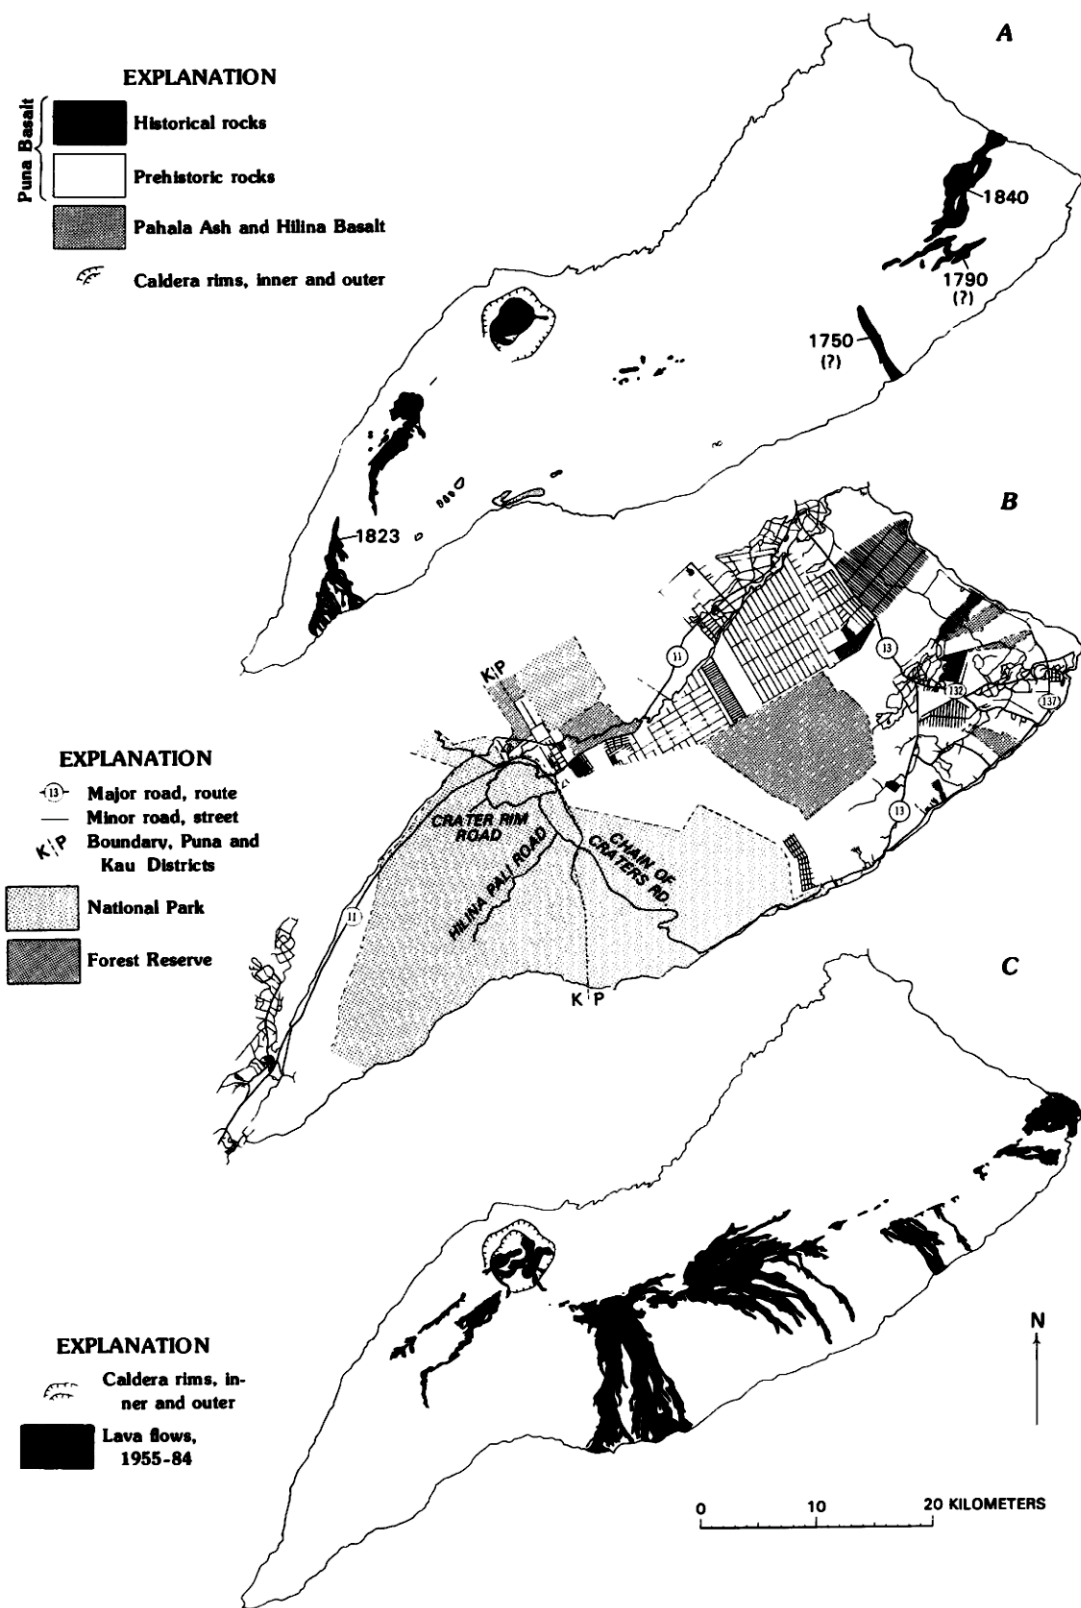 A
EXPLANATION
Puna Basalt
Historical rocks
Prehistoric rocks
Pahala Ash and Hilina Basalt
Caldera rims, inner and outer
1840
1790
(?)
1750
(?)
1823
B
K|P
11
13
132
137
13
EXPLANATION
13 Major road, route
Minor road, street
K|P Boundary, Puna and
Kau Districts
National Park
Forest Reserve
CRATER RIM
ROAD
HILINA PALI ROAD
CHAIN OF
CRATERS RD.
11
K P
C
EXPLANATION
Caldera rims, in-
ner and outer
Lava flows,
1955-84
N
0 10 20 KILOMETERS